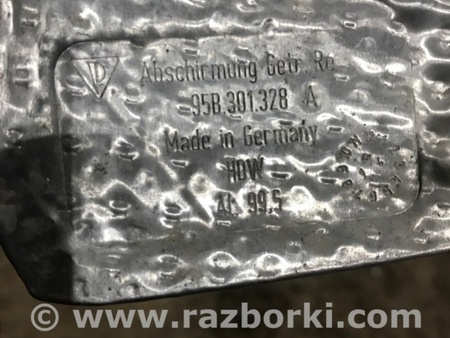 Abschirmung Getr. Re.
95B.301.328 A
Made in Germany
HDW
Al 99.5
© www.razborki.com